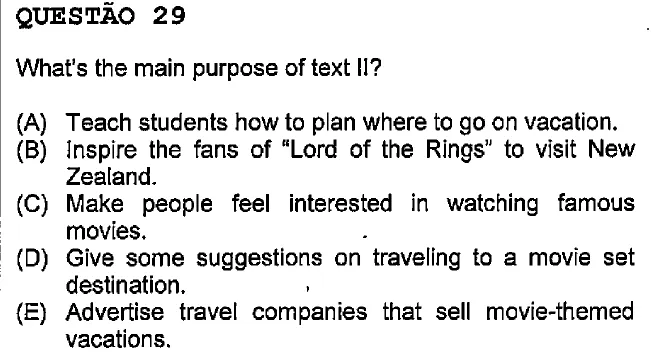 QUESTÃO 29
What's the main purpose of text II?
(A) Teach students how to plan where to go on vacation.
(B) Inspire the fans of "Lord of the Rings" to visit New
Zealand.
(C) Make people feel interested in watching famous
movies.
(D) Give some suggestions on traveling to a movie set
destination.
(E) Advertise travel companies that sell movie-themed
vacations.